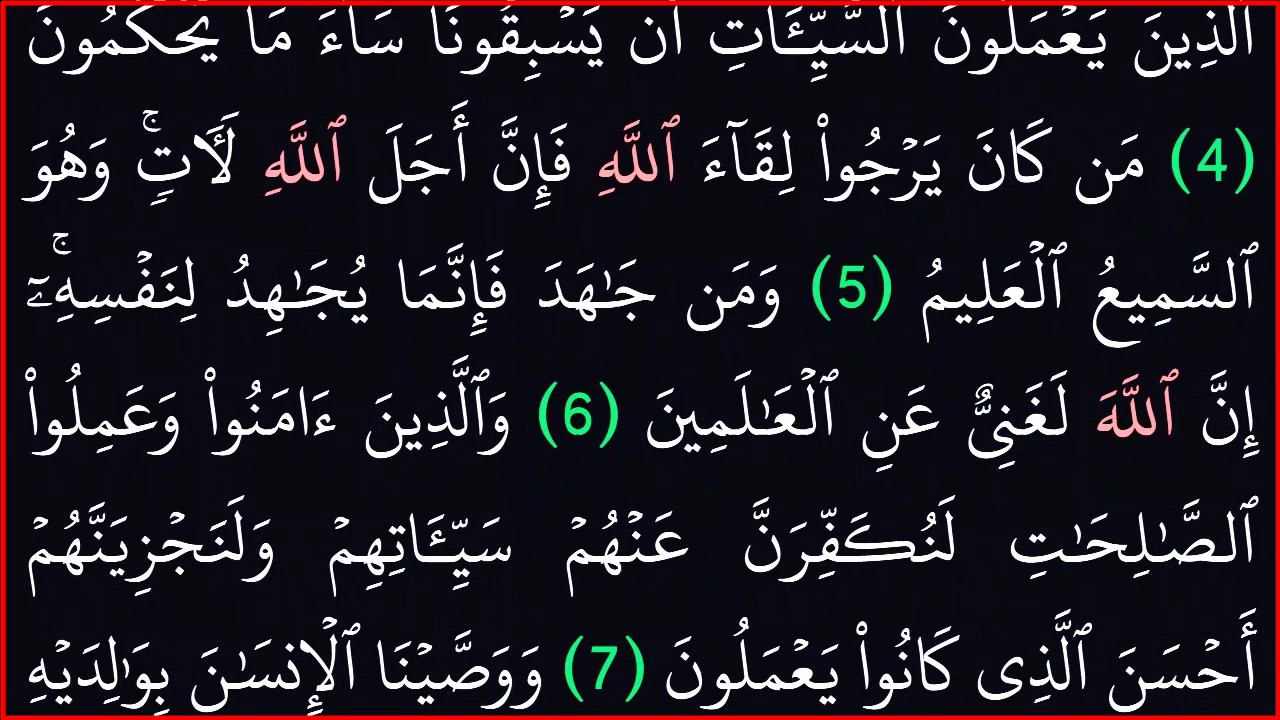 ٱلَّذِينَ يَعْمَلُونَ ٱلسَّيِّـَٔاتِ أَن يَسْبِقُونَا سَآءَ مَا يَحْكُمُونَ
(4) مَن كَانَ يَرْجُوا۟ لِقَآءَ ٱللَّهِ فَإِنَّ أَجَلَ ٱللَّهِ لَـَٔاتٍۢ ۚ وَهُوَ
ٱلسَّمِيعُ ٱلْعَلِيمُ (5) وَمَن جَـٰهَدَ فَإِنَّمَا يُجَـٰهِدُ لِنَفْسِهِۦٓ ۚ
إِنَّ ٱللَّهَ لَغَنِىٌّ عَنِ ٱلْعَـٰلَمِينَ (6) وَٱلَّذِينَ ءَامَنُوا۟ وَعَمِلُوا۟
ٱلصَّـٰلِحَـٰتِ لَنُكَفِّرَنَّ عَنْهُمْ سَيِّـَٔاتِهِمْ وَلَنَجْزِيَنَّهُمْ
أَحْسَنَ ٱلَّذِى كَانُوا۟ يَعْمَلُونَ (7) وَوَصَّيْنَا ٱلْإِنسَـٰنَ بِوَٰلِدَيْهِ